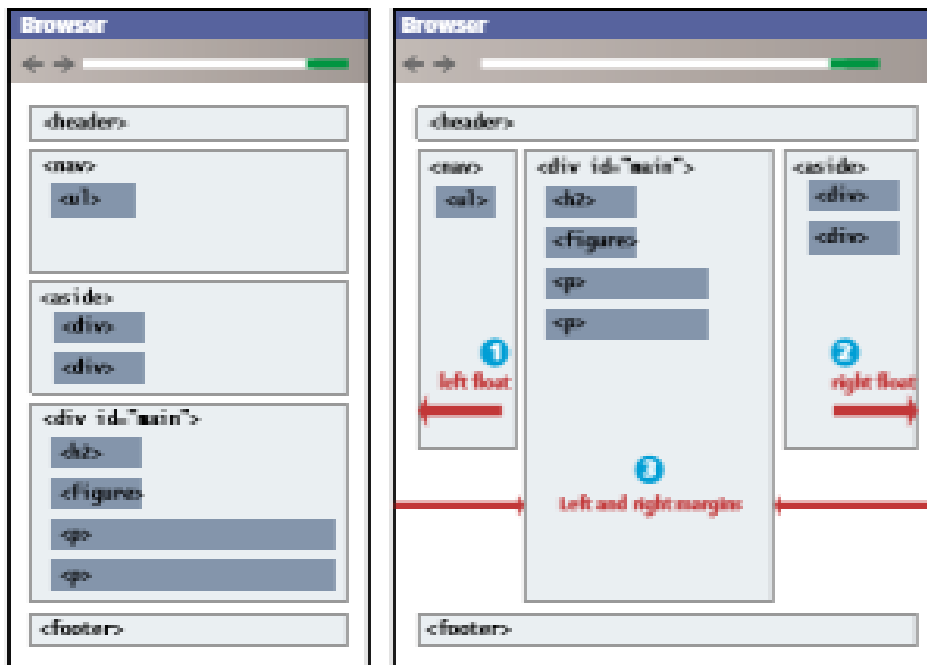 Browser
<header>
<nav>
<ul>
<aside>
<div>
<div>
<div id="main">
<h2>
<figure>
<p>
<p>
<footer>
Browser
<header>
<nav>
<ul>
1
left float
<div id="main">
<h2>
<figure>
<p>
<p>
3
Left and right margins
<aside>
<div>
<div>
2
right float
<footer>